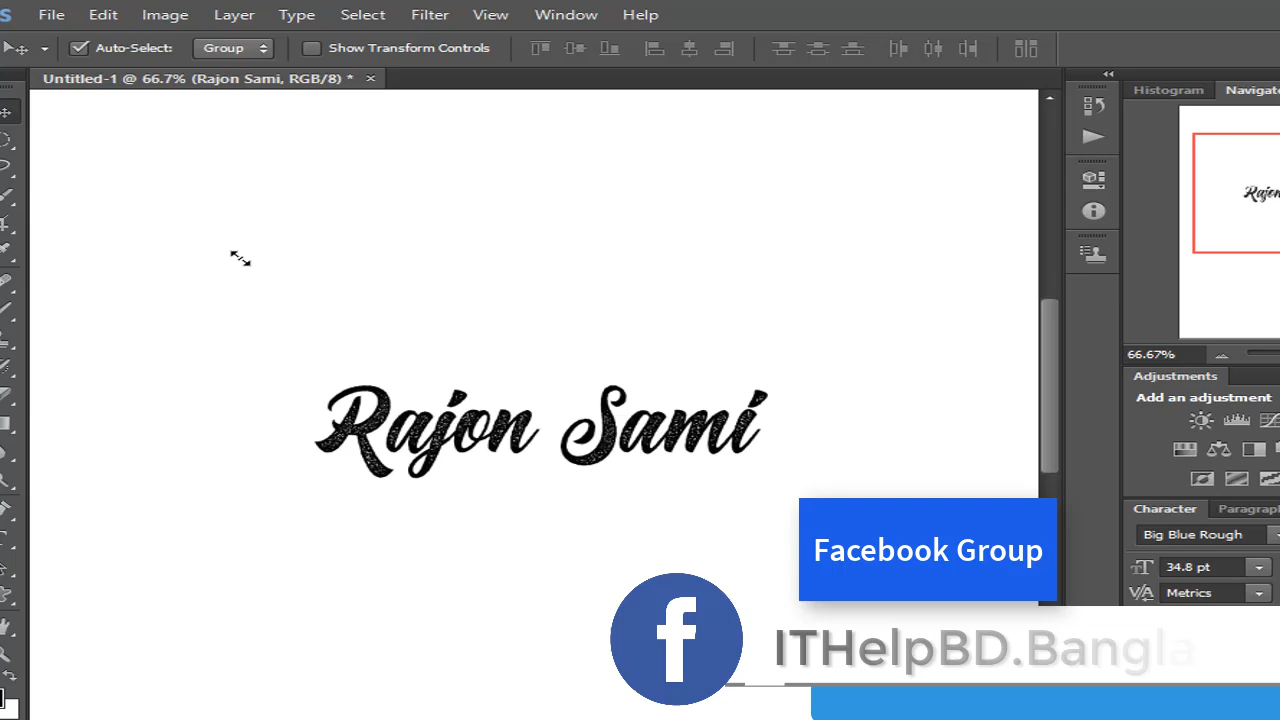 File Edit Image Layer Type Select Filter View Window Help
Auto-Select: Group Show Transform Controls
Untitled-1 @ 66.7% (Rajon Sami, RGB/8) * ×
Histogram
Rajon Sami
66.67%
Adjustments
Add an adjustment
Character
Big Blue Rough
34.8 pt
Metrics
Facebook Group
ITHelpBD.Bangla